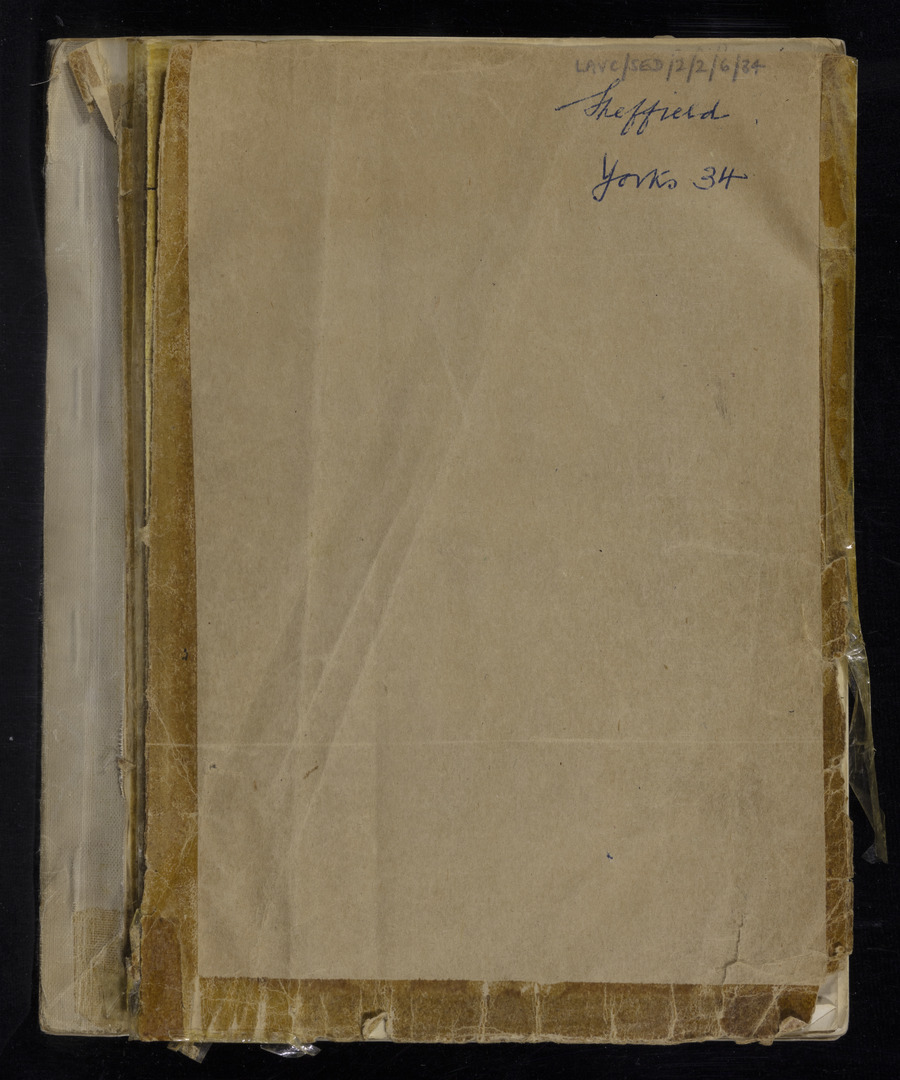 LAVC/SED/2/2/6/34
Sheffield
Yorks 34